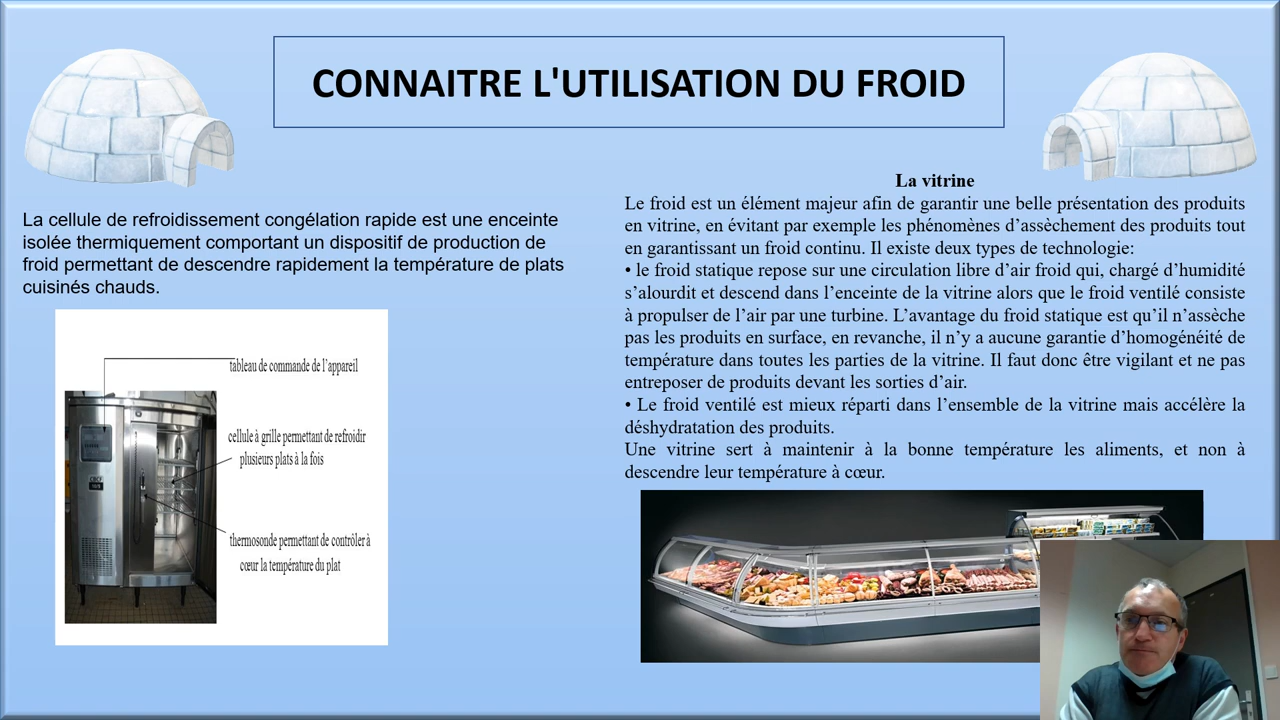 CONNAITRE L'UTILISATION DU FROID
La cellule de refroidissement congélation rapide est une enceinte
isolée thermiquement comportant un dispositif de production de
froid permettant de descendre rapidement la température de plats
cuisinés chauds.
tableau de commande de l'appareil
cellule à grille permettant de refroidir
plusieurs plats à la fois
thermosonde permettant de contrôler à
cœur la température du plat
La vitrine
Le froid est un élément majeur afin de garantir une belle présentation des produits
en vitrine, en évitant par exemple les phénomènes d’assèchement des produits tout
en garantissant un froid continu. Il existe deux types de technologie:
• le froid statique repose sur une circulation libre d’air froid qui, chargé d’humidité
s’alourdit et descend dans l’enceinte de la vitrine alors que le froid ventilé consiste
à propulser de l’air par une turbine. L’avantage du froid statique est qu’il n’assèche
pas les produits en surface, en revanche, il n’y a aucune garantie d’homogénéité de
température dans toutes les parties de la vitrine. Il faut donc être vigilant et ne pas
entreposer de produits devant les sorties d’air.
• Le froid ventilé est mieux réparti dans l’ensemble de la vitrine mais accélère la
déshydratation des produits.
Une vitrine sert à maintenir à la bonne température les aliments, et non à
descendre leur température à cœur.